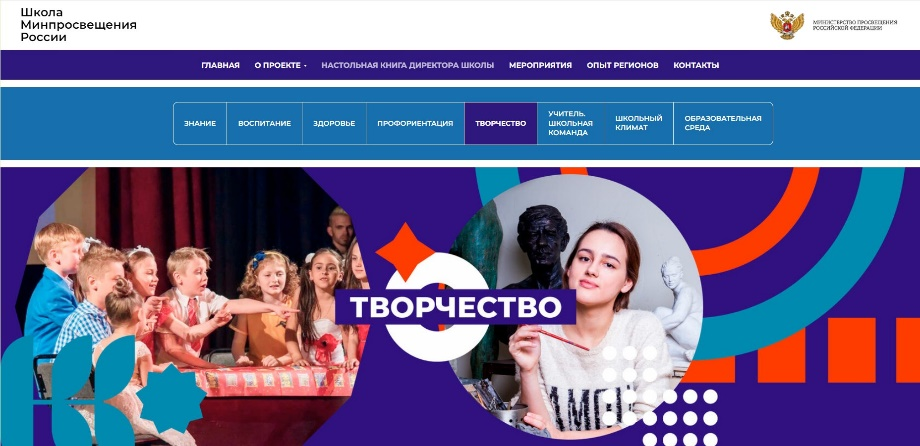 Школа
Минпросвещения
России
МИНИСТЕРСТВО ПРОСВЕЩЕНИЯ
РОССИЙСКОЙ ФЕДЕРАЦИИ
ГЛАВНАЯ О ПРОЕКТЕ НАСТОЛЬНАЯ КНИГА ДИРЕКТОРА ШКОЛЫ МЕРОПРИЯТИЯ ОПЫТ РЕГИОНОВ КОНТАКТЫ
ЗНАНИЕ
ВОСПИТАНИЕ
ЗДОРОВЬЕ
ПРОФОРИЕНТАЦИЯ
ТВОРЧЕСТВО
УЧИТЕЛЬ.
ШКОЛЬНАЯ
КОМАНДА
ШКОЛЬНЫЙ
КЛИМАТ
ОБРАЗОВАТЕЛЬНАЯ
СРЕДА
ТВОРЧЕСТВО